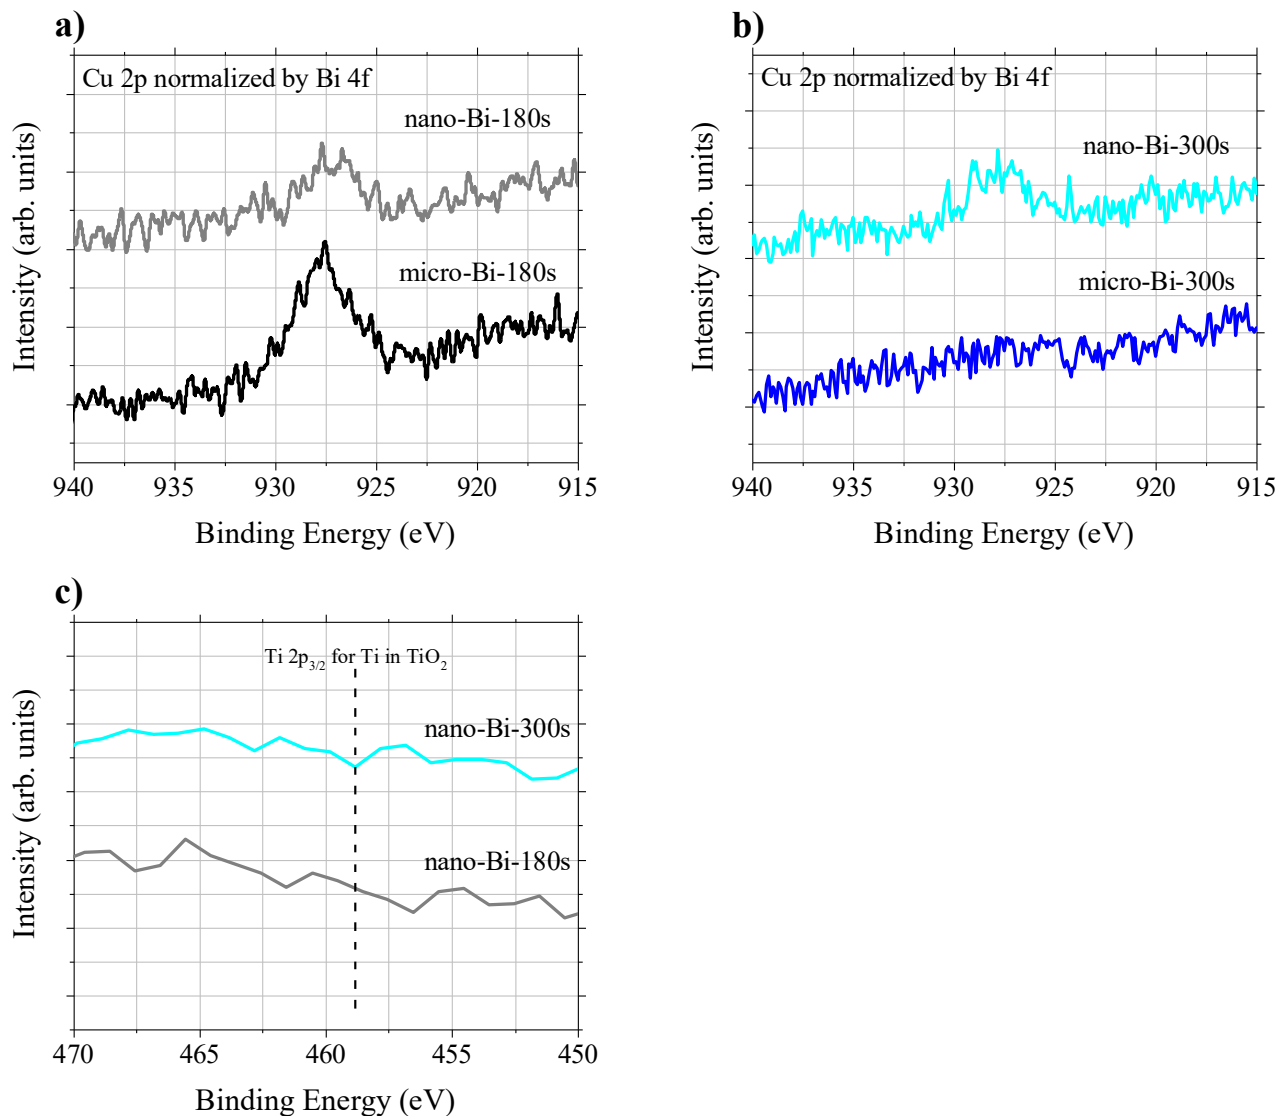 a)
Cu 2p normalized by Bi 4f
nano-Bi-180s
micro-Bi-180s
Intensity (arb. units)
940 935 930 925 920 915
Binding Energy (eV)
b)
Cu 2p normalized by Bi 4f
nano-Bi-300s
micro-Bi-300s
Intensity (arb. units)
940 935 930 925 920 915
Binding Energy (eV)
c)
Ti 2p3/2 for Ti in TiO2
nano-Bi-300s
nano-Bi-180s
Intensity (arb. units)
470 465 460 455 450
Binding Energy (eV)